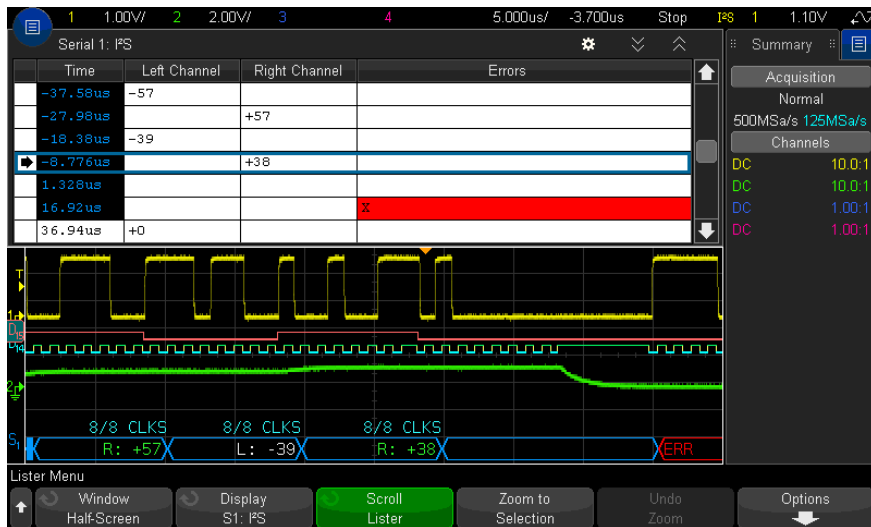 1 1.00V/ 2 2.00V/ 3 4 5.000us/ -3.700us Stop I²S 1 1.10V
Serial 1: I²S
Summary
Time Left Channel Right Channel Errors
-37.58us -57
-27.98us +57
-18.38us -39
-8.776us +38
1.328us
16.92us X
36.94us +0
Acquisition
Normal
500MSa/s 125MSa/s
Channels
DC 10.0:1
DC 10.0:1
DC 1.00:1
DC 1.00:1
T
1
D15
D14
2
8/8 CLKS 8/8 CLKS 8/8 CLKS
S1 R: +57 L: -39 R: +38 ERR
Lister Menu
Window Display Scroll Zoom to Undo Options
Half-Screen S1: I²S Lister Selection Zoom